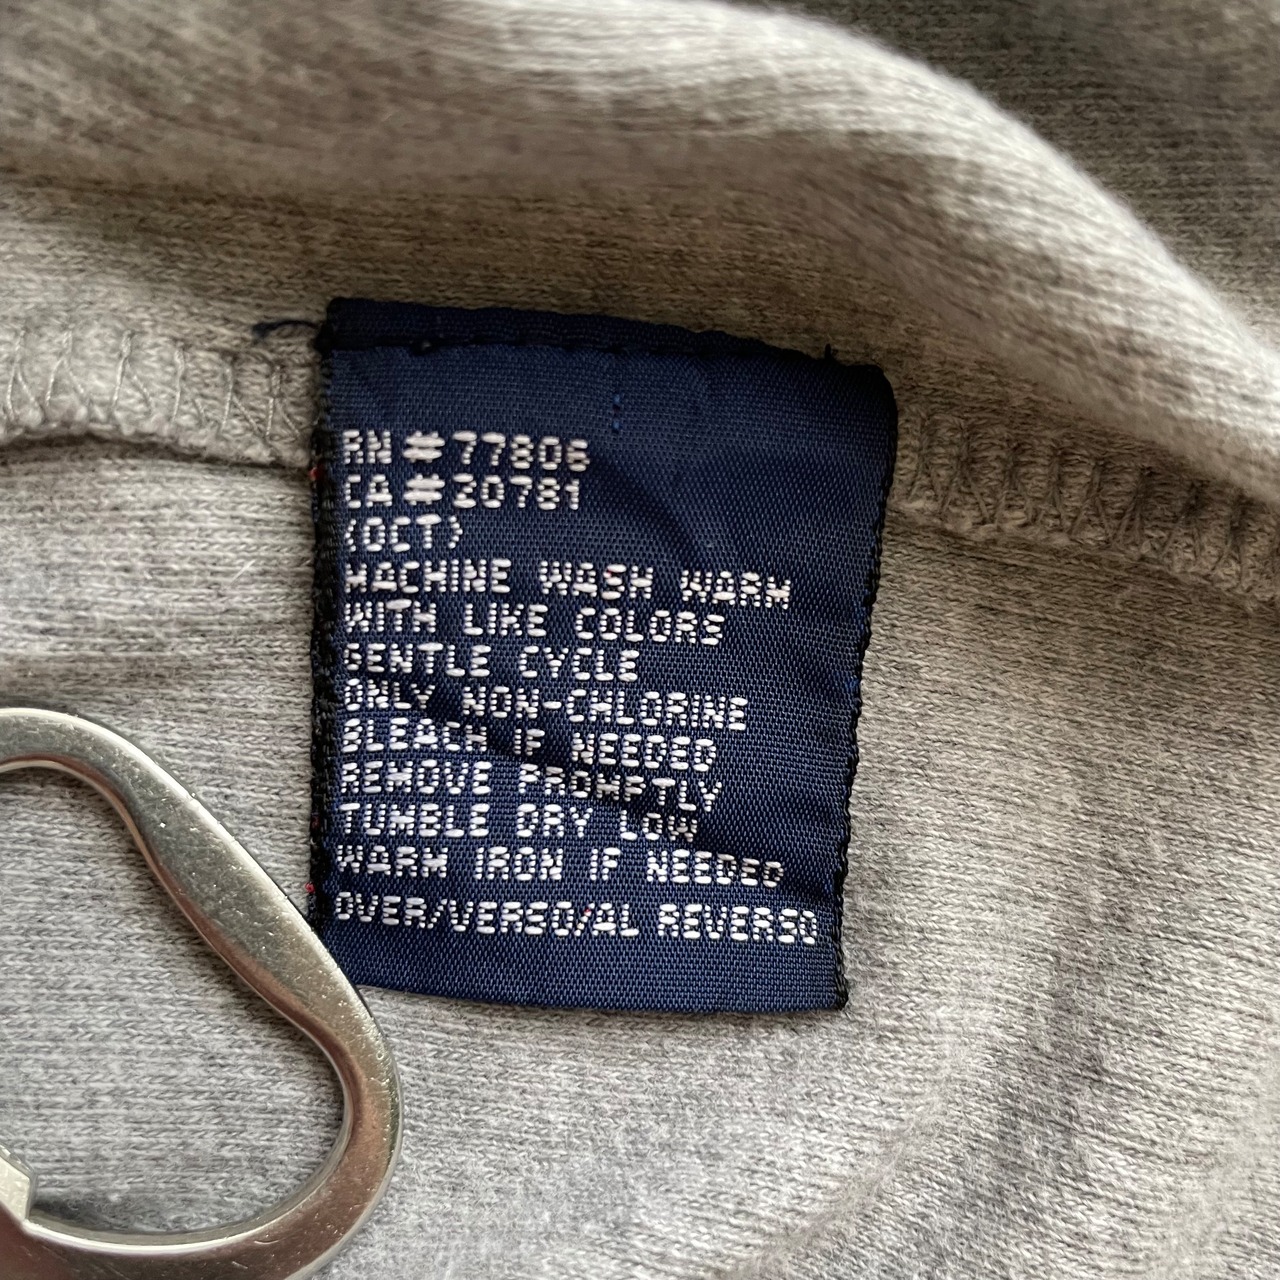 RN #77806
CA #20781
(OCT)
MACHINE WASH WARM
WITH LIKE COLORS
GENTLE CYCLE
ONLY NON-CHLORINE
BLEACH IF NEEDED
REMOVE PROMPTLY
TUMBLE DRY LOW
WARM IRON IF NEEDED
OVER/VERSO/AL REVERSO